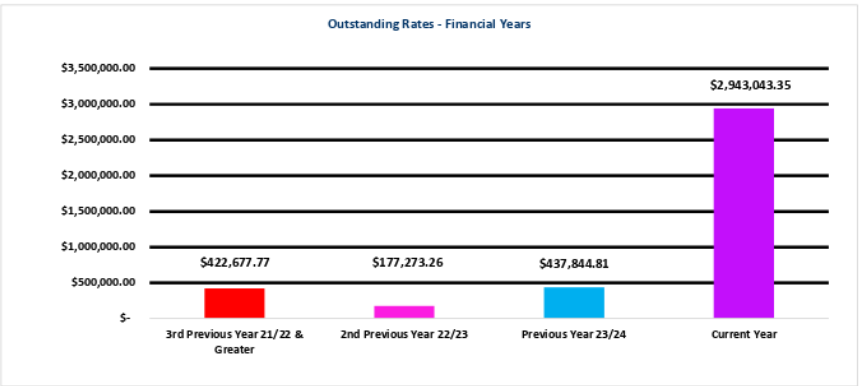 Outstanding Rates - Financial Years
$3,500,000.00
$3,000,000.00
$2,500,000.00
$2,000,000.00
$1,500,000.00
$1,000,000.00
$500,000.00
$-
$422,677.77
$177,273.26
$437,844.81
$2,943,043.35
3rd Previous Year 21/22 &
Greater
2nd Previous Year 22/23
Previous Year 23/24
Current Year